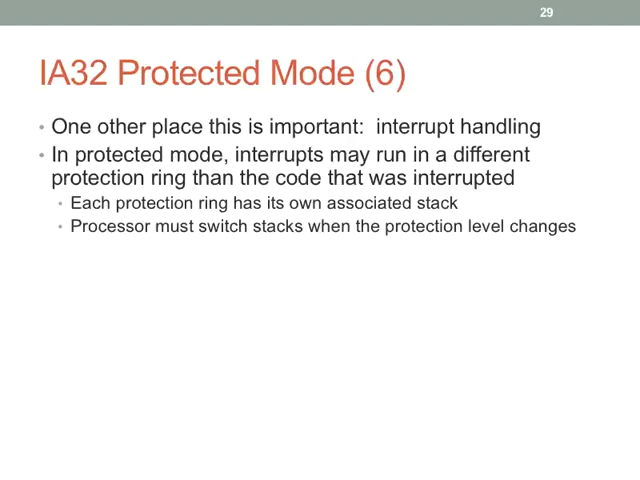 29
IA32 Protected Mode (6)
• One other place this is important: interrupt handling
• In protected mode, interrupts may run in a different
protection ring than the code that was interrupted
• Each protection ring has its own associated stack
• Processor must switch stacks when the protection level changes